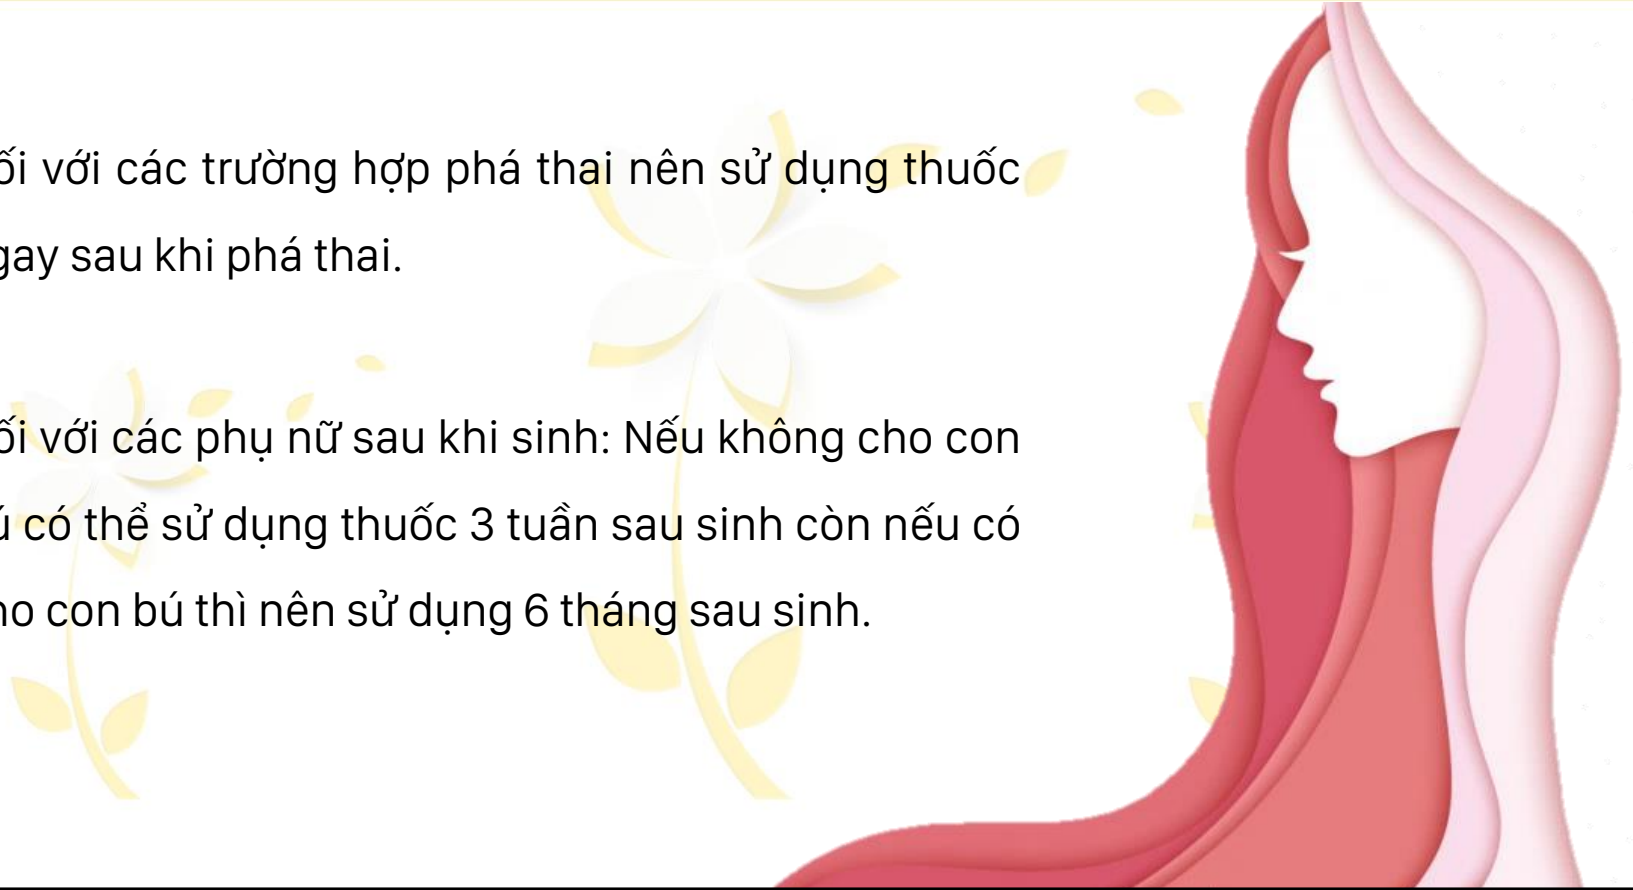 ối với các trường hợp phá thai nên sử dụng thuốc
gay sau khi phá thai.
ối với các phụ nữ sau khi sinh: Nếu không cho con
ú có thể sử dụng thuốc 3 tuần sau sinh còn nếu có
ho con bú thì nên sử dụng 6 tháng sau sinh.